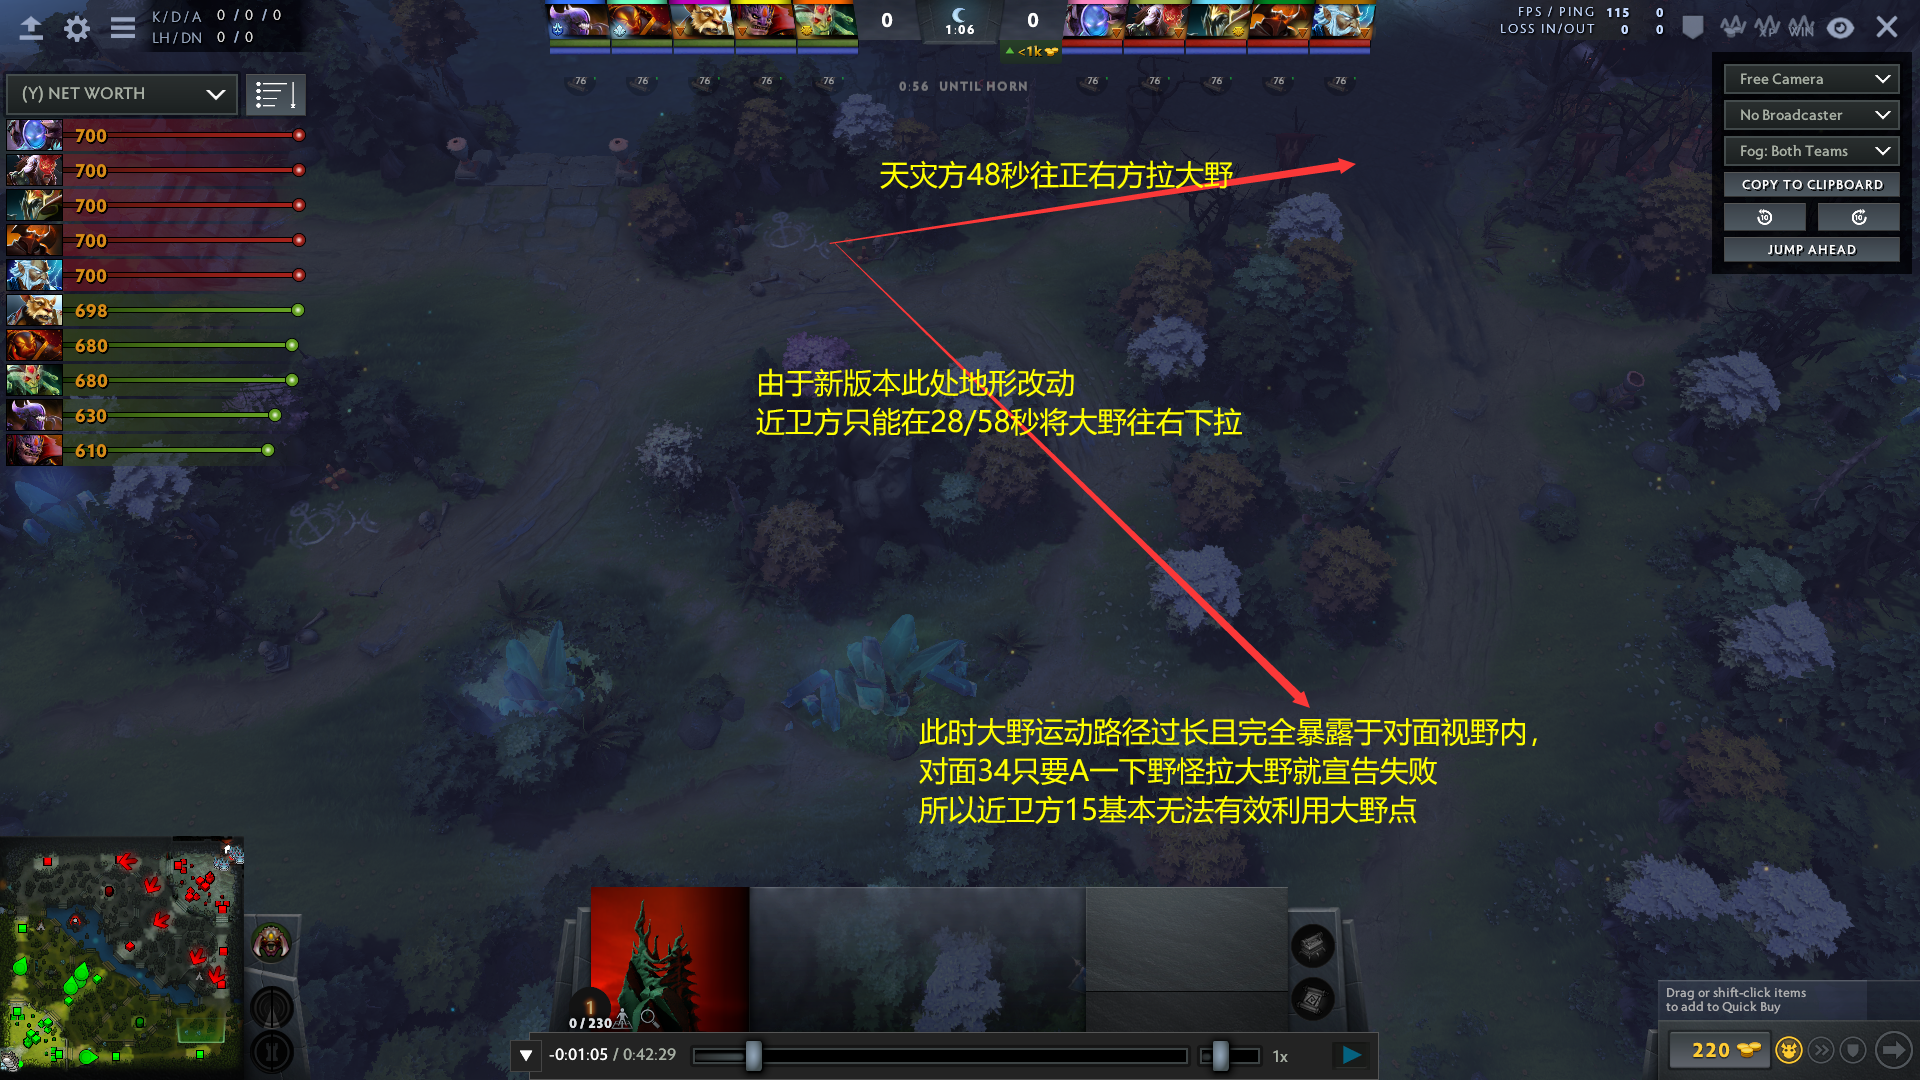 K/D/A 0 / 0 / 0
LH/DN 0 / 0
0
1:06
0
<1k
FPS / PING 115 0
LOSS IN/OUT 0 0
76 76 76 76 76
0:56 UNTIL HORN
76 76 76 76 76
(Y) NET WORTH
700
700
700
700
700
698
680
680
630
610
Free Camera
No Broadcaster
Fog: Both Teams
COPY TO CLIPBOARD
10 10
JUMP AHEAD
天灾方48秒往正右方拉大野
由于新版本此处地形改动
近卫方只能在28/58秒将大野往右下拉
此时大野运动路径过长且完全暴露于对面视野内，
对面34只要A一下野怪拉大野就宣告失败
所以近卫方15基本无法有效利用大野点
1
0 / 230
-0:01:05 / 0:42:29
1x
Drag or shift-click items
to add to Quick Buy
220